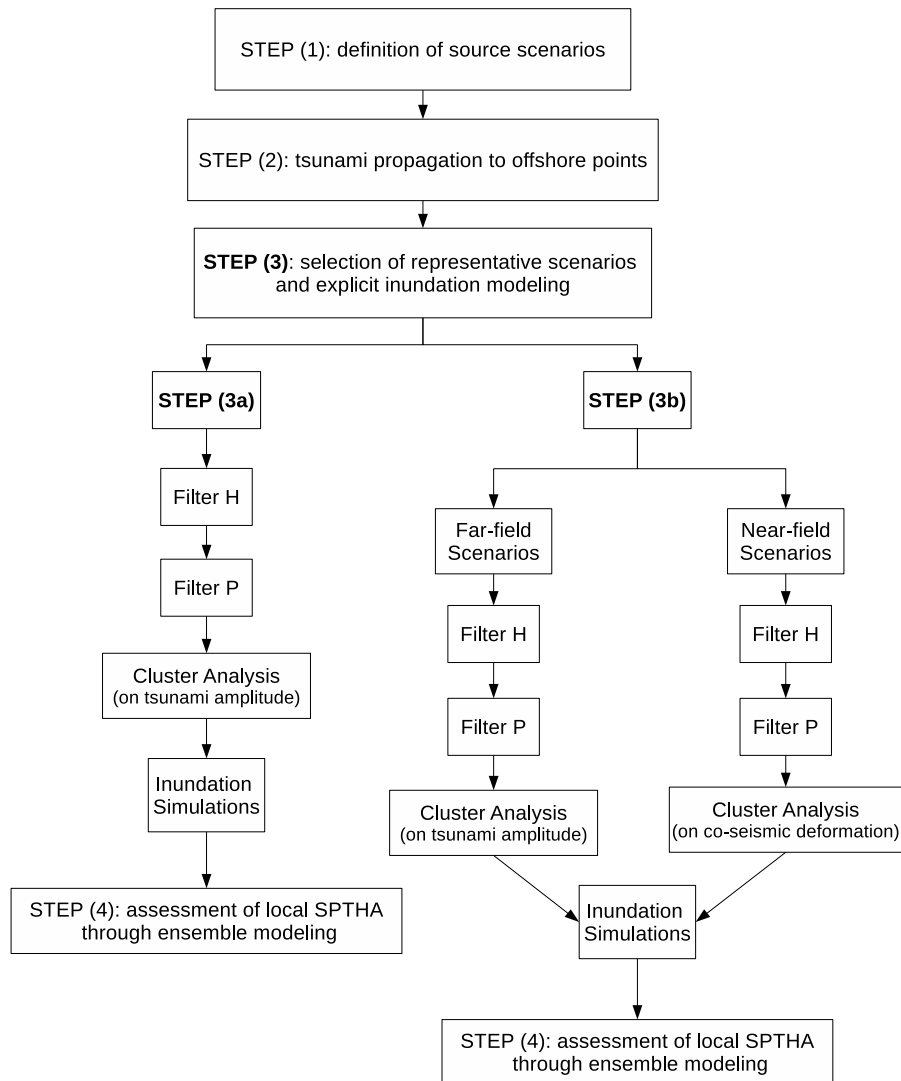 STEP (1): definition of source scenarios
STEP (2): tsunami propagation to offshore points
STEP (3): selection of representative scenarios
and explicit inundation modeling
STEP (3a)
STEP (3b)
Filter H
Filter P
Cluster Analysis
(on tsunami amplitude)
Inundation
Simulations
STEP (4): assessment of local SPTHA
through ensemble modeling
Far-field
Scenarios
Filter H
Filter P
Cluster Analysis
(on tsunami amplitude)
Near-field
Scenarios
Filter H
Filter P
Cluster Analysis
(on co-seismic deformation)
Inundation
Simulations
STEP (4): assessment of local SPTHA
through ensemble modeling